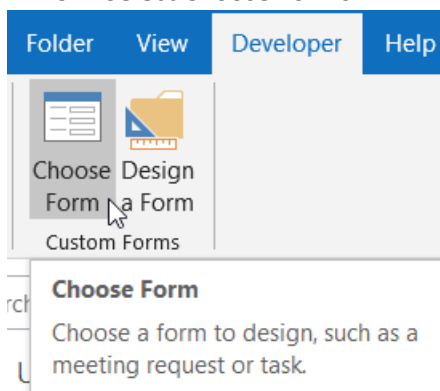 Folder View Developer Help
Choose Design
Form a Form
Custom Forms
Choose Form
Choose a form to design, such as a
meeting request or task.